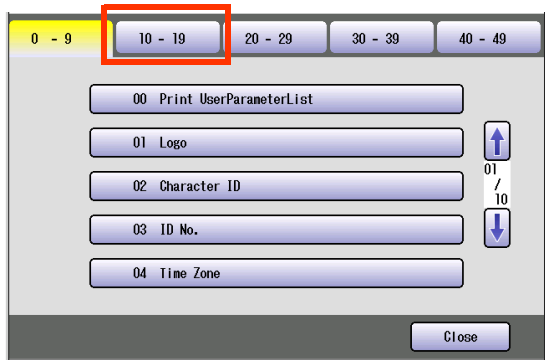 0 - 9 10 - 19 20 - 29 30 - 39 40 - 49
00 Print UserParameterList
01 Logo
02 Character ID
03 ID No.
04 Time Zone
01
/
10
Close